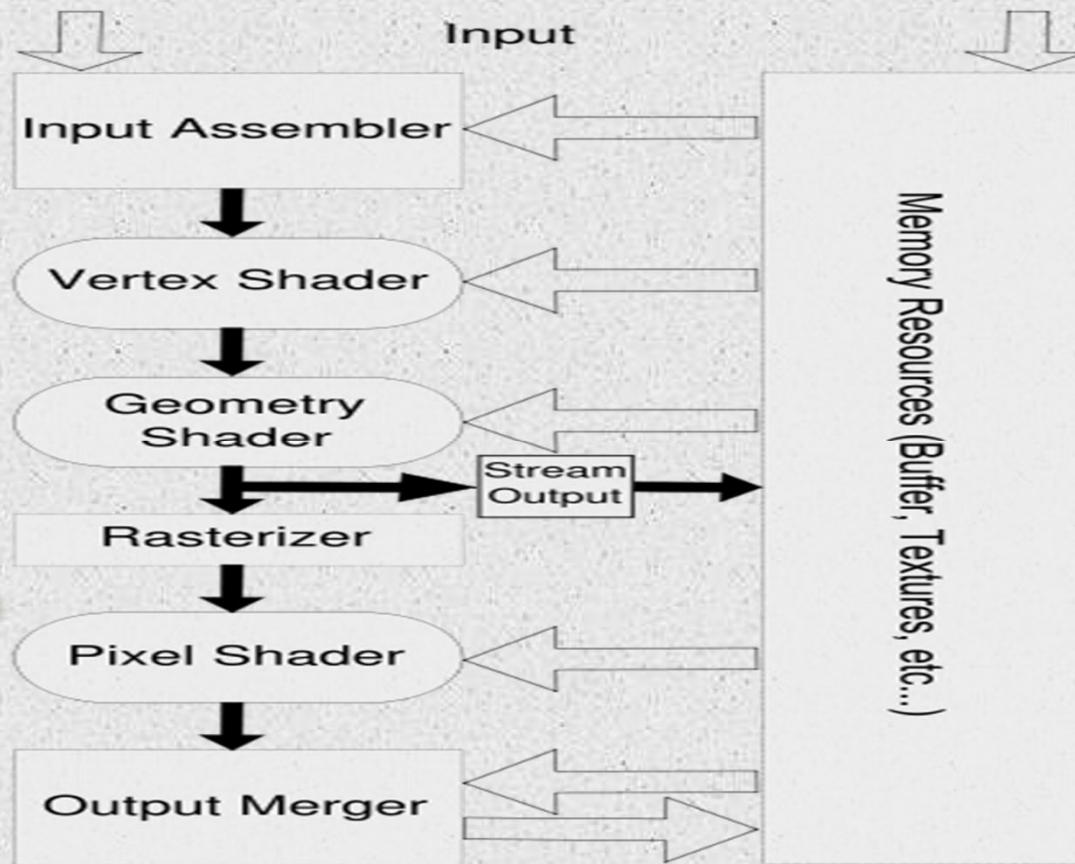 Input
Input Assembler
Vertex Shader
Geometry
Shader
Stream
Output
Rasterizer
Pixel Shader
Output Merger
Memory Resources (Buffer, Textures, etc...)